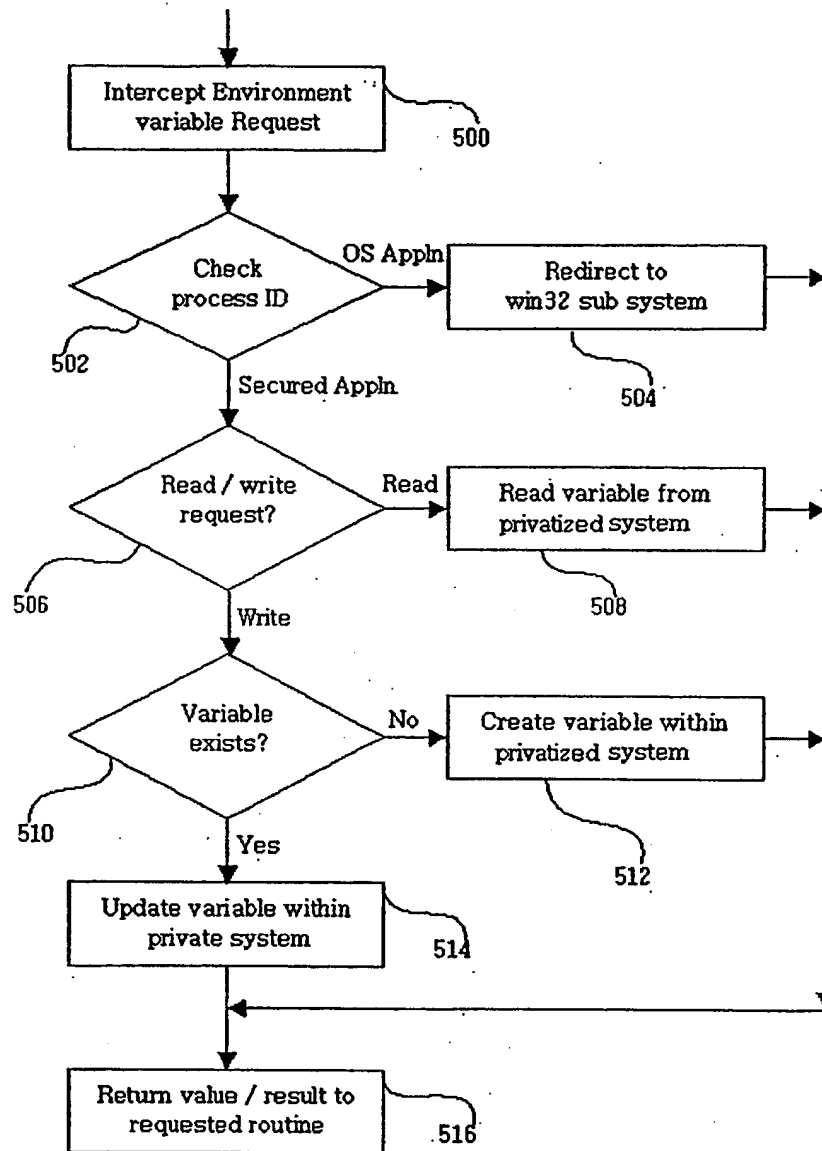 Intercept Environment
variable Request
500
Check
process ID
OS Appln
Redirect to
win32 sub system
502
504
Secured Appln
Read / write
request?
Read
Read variable from
privatized system
506
508
Write
Variable
exists?
No
Create variable within
privatized system
510
512
Yes
Update variable within
private system
514
Return value / result to
requested routine
516